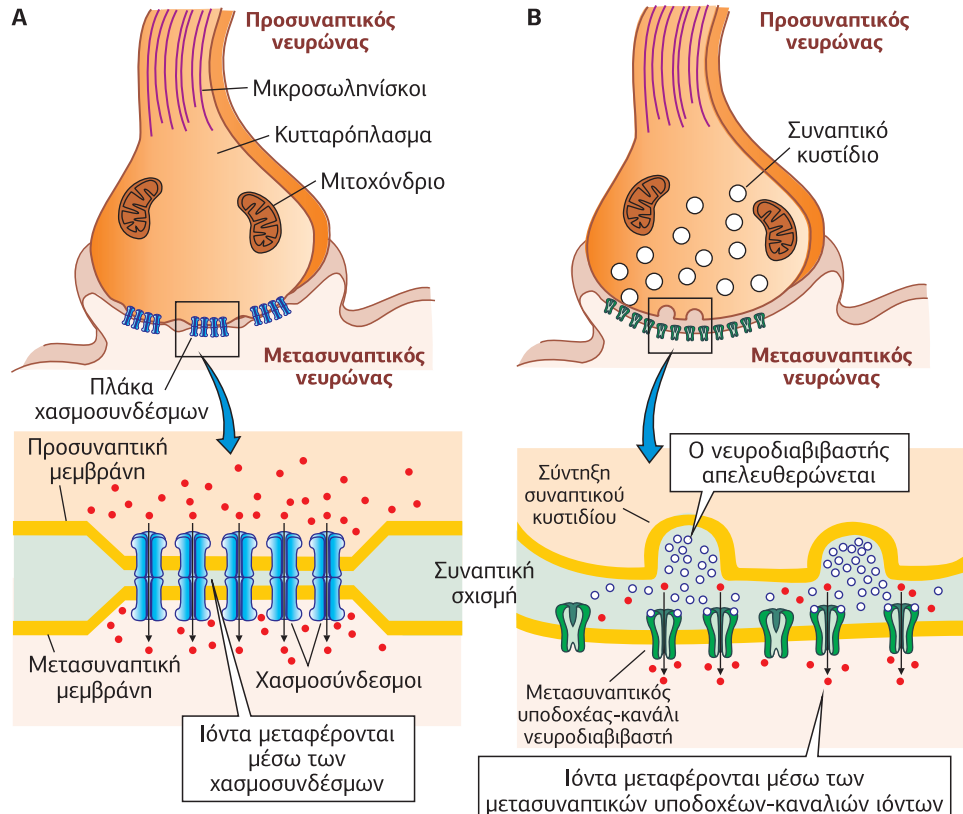 A
Προσυναπτικός
νευρώνας
Μικροσωληνίσκοι
Κυτταρόπλασμα
Μιτοχόνδριο
Μετασυναπτικός
νευρώνας
Πλάκα
χασμοσυνδέσμων
Προσυναπτική
μεμβράνη
Μετασυναπτική
μεμβράνη
Χασμοσύνδεσμοι
Ιόντα μεταφέρονται
μέσω των
χασμοσυνδέσμων
Συναπτική
σχισμή
B
Προσυναπτικός
νευρώνας
Συναπτικό
κυστίδιο
Μετασυναπτικός
νευρώνας
Ο νευροδιαβιβαστής
απελευθερώνεται
Σύντηξη
συναπτικού
κυστιδίου
Μετασυναπτικός
υποδοχέας-κανάλι
νευροδιαβιβαστή
Ιόντα μεταφέρονται μέσω των
μετασυναπτικών υποδοχέων-καναλιών ιόντων